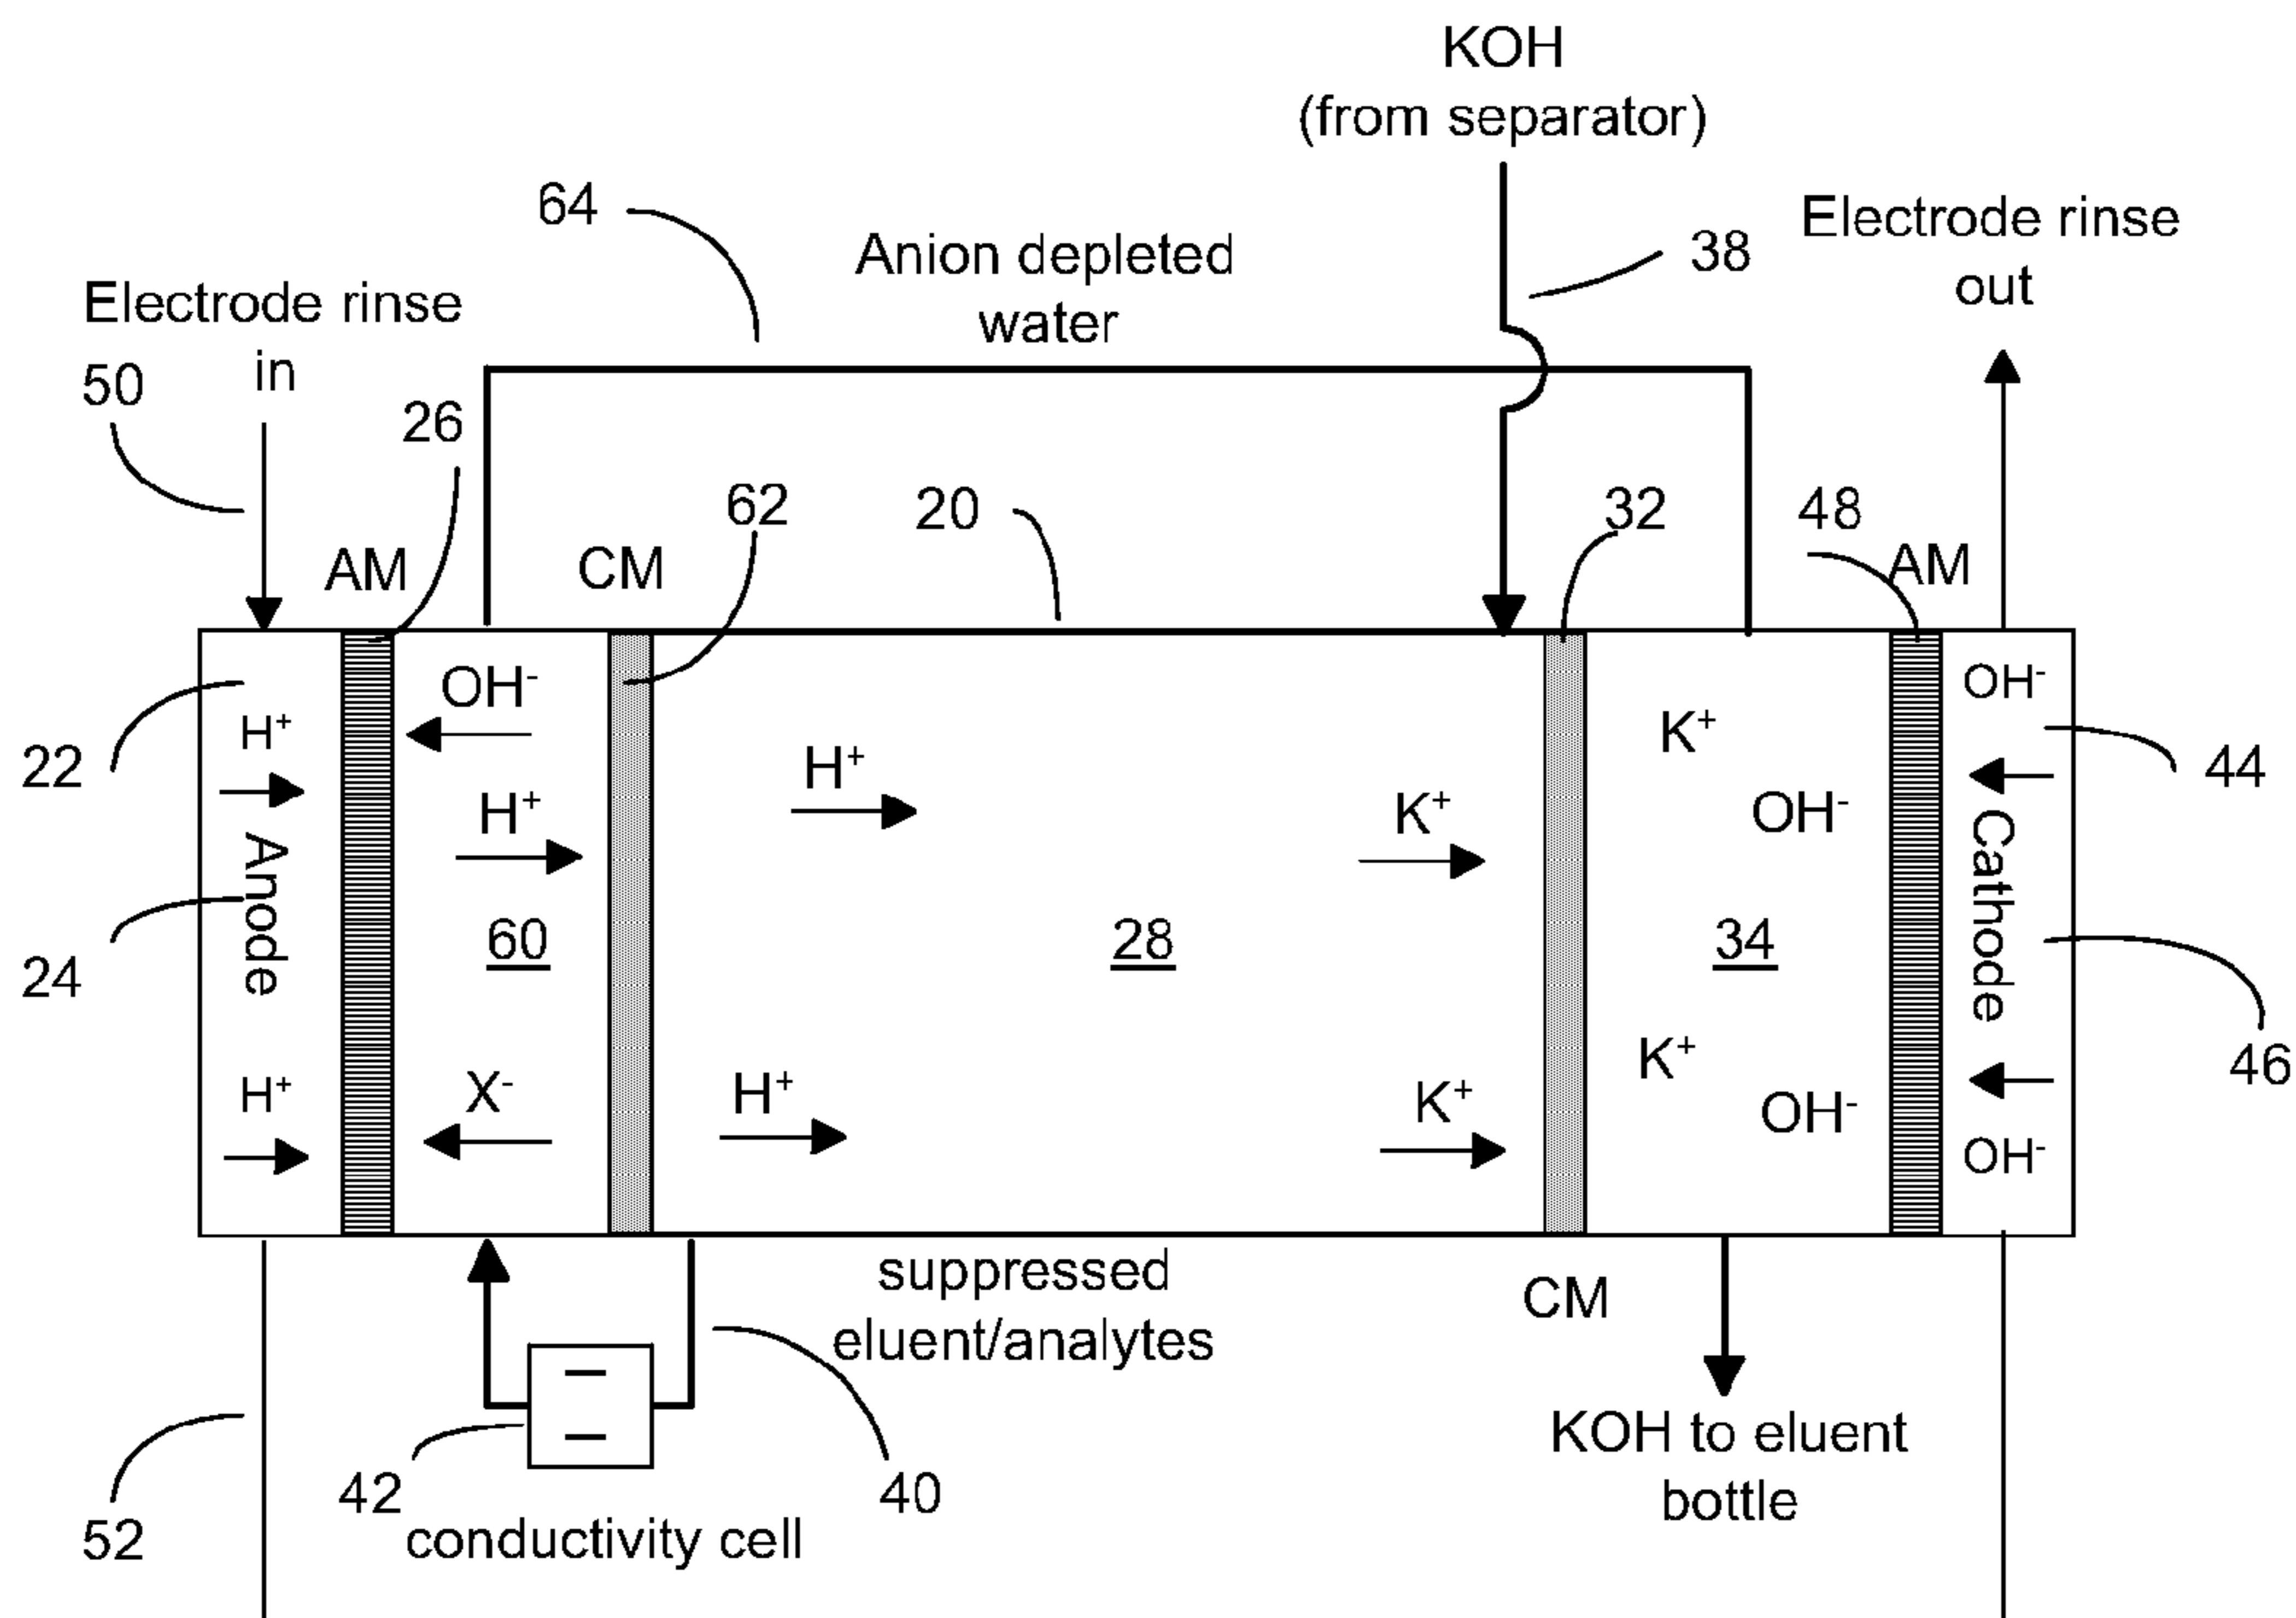 KOH
(from separator)
64
Anion depleted
water
38
Electrode rinse
out
Electrode rinse
in
50
26
62
20
32
48
AM
CM
AM
OH⁻
H⁺
22
H⁺
H⁺
K⁺
K⁺
OH⁻
OH⁻
44
Anode
24
60
28
34
Cathode
46
H⁺
X⁻
H⁺
K⁺
K⁺
OH⁻
OH⁻
suppressed
eluent/analytes
CM
42
conductivity cell
40
52
KOH to eluent
bottle